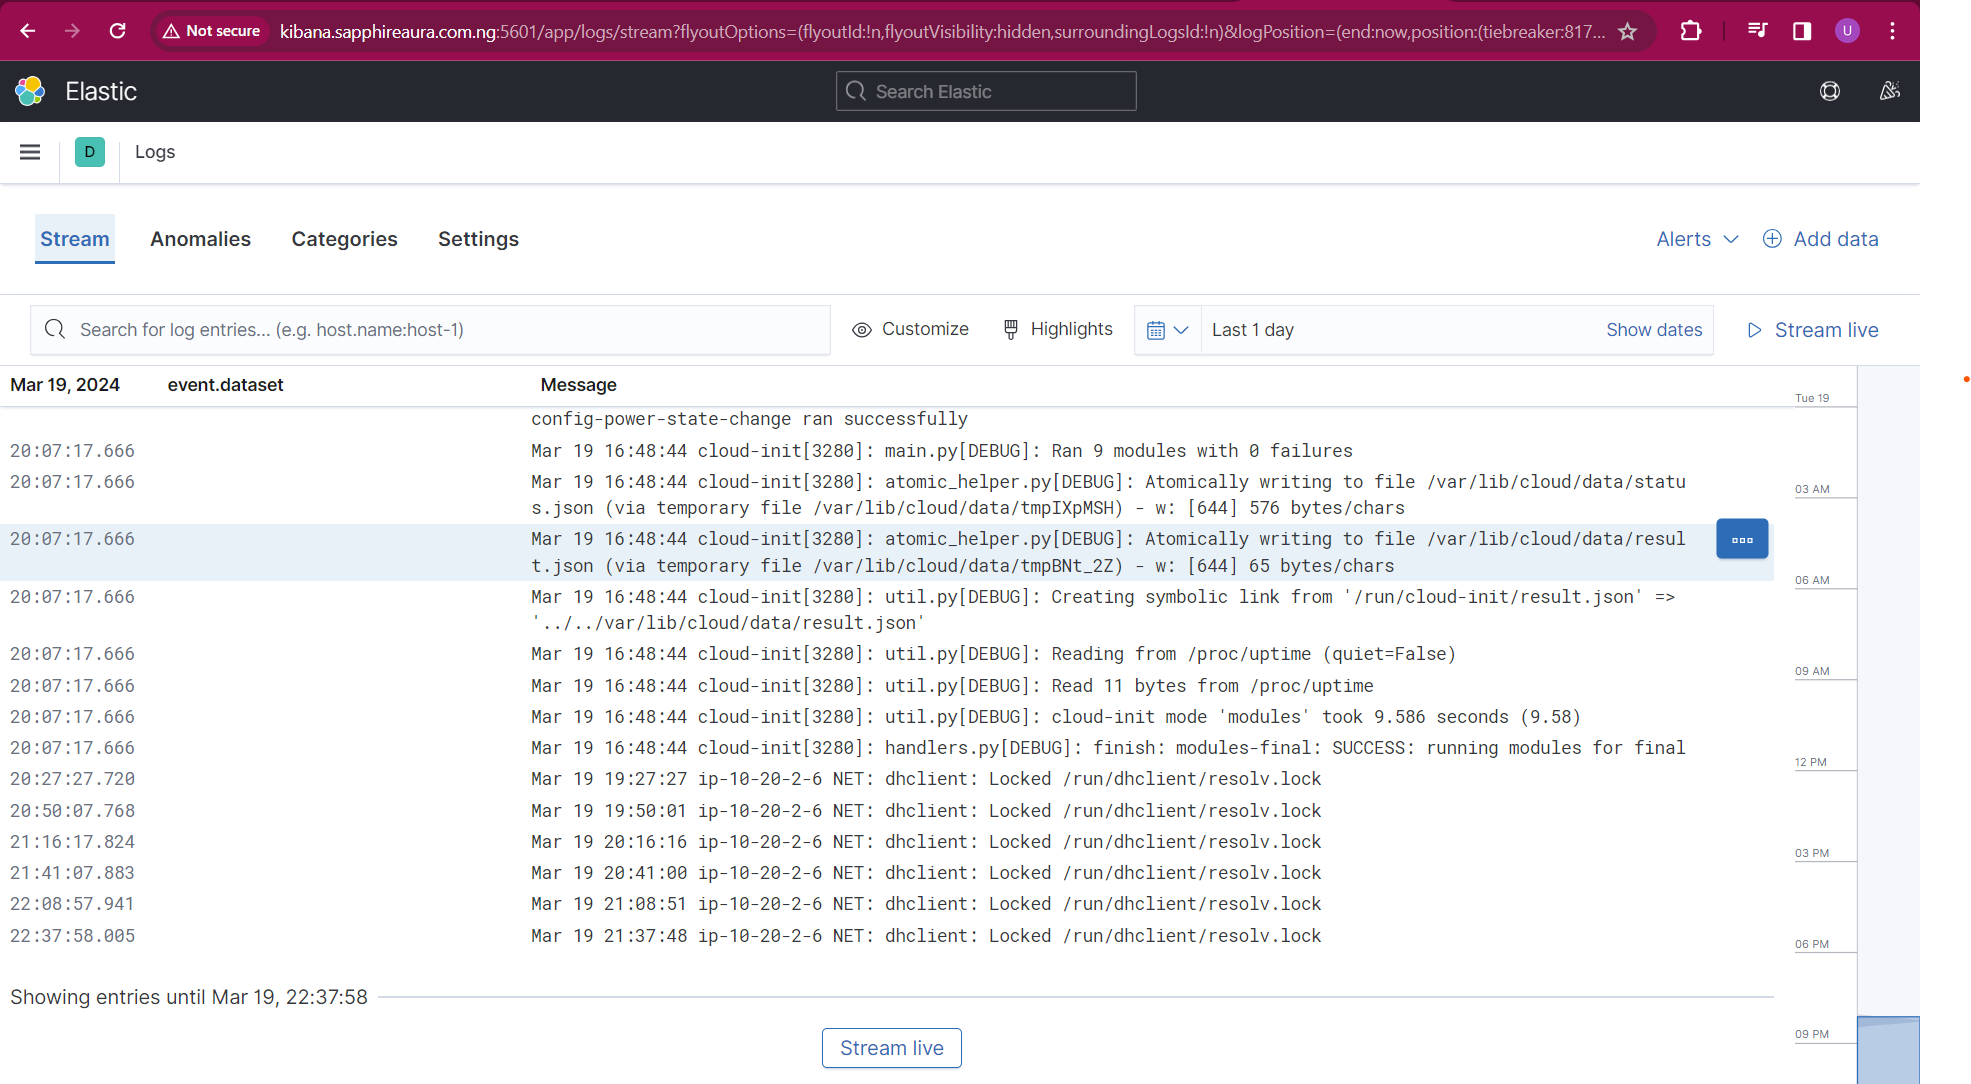 Not secure
kibana.sapphireaura.com.ng:5601/app/logs/stream?flyoutOptions=(flyoutId:!n,flyoutVisibility:hidden,surroundingLogsId:!n)&logPosition=(end:now,position:(tiebreaker:817...
U
Elastic
Search Elastic
D
Logs
Stream
Anomalies
Categories
Settings
Alerts
Add data
Search for log entries... (e.g. host.name:host-1)
Customize
Highlights
Last 1 day
Show dates
Stream live
Mar 19, 2024 event.dataset Message
config-power-state-change ran successfully
20:07:17.666 Mar 19 16:48:44 cloud-init[3280]: main.py[DEBUG]: Ran 9 modules with 0 failures
20:07:17.666 Mar 19 16:48:44 cloud-init[3280]: atomic_helper.py[DEBUG]: Atomically writing to file /var/lib/cloud/data/statu
s.json (via temporary file /var/lib/cloud/data/tmpIXpMSH) - w: [644] 576 bytes/chars
20:07:17.666 Mar 19 16:48:44 cloud-init[3280]: atomic_helper.py[DEBUG]: Atomically writing to file /var/lib/cloud/data/resul
t.json (via temporary file /var/lib/cloud/data/tmpBNt_2Z) - w: [644] 65 bytes/chars
20:07:17.666 Mar 19 16:48:44 cloud-init[3280]: util.py[DEBUG]: Creating symbolic link from '/run/cloud-init/result.json' =>
'../../var/lib/cloud/data/result.json'
20:07:17.666 Mar 19 16:48:44 cloud-init[3280]: util.py[DEBUG]: Reading from /proc/uptime (quiet=False)
20:07:17.666 Mar 19 16:48:44 cloud-init[3280]: util.py[DEBUG]: Read 11 bytes from /proc/uptime
20:07:17.666 Mar 19 16:48:44 cloud-init[3280]: util.py[DEBUG]: cloud-init mode 'modules' took 9.586 seconds (9.58)
20:07:17.666 Mar 19 16:48:44 cloud-init[3280]: handlers.py[DEBUG]: finish: modules-final: SUCCESS: running modules for final
20:27:27.720 Mar 19 19:27:27 ip-10-20-2-6 NET: dhclient: Locked /run/dhclient/resolv.lock
20:50:07.768 Mar 19 19:50:01 ip-10-20-2-6 NET: dhclient: Locked /run/dhclient/resolv.lock
21:16:17.824 Mar 19 20:16:16 ip-10-20-2-6 NET: dhclient: Locked /run/dhclient/resolv.lock
21:41:07.883 Mar 19 20:41:00 ip-10-20-2-6 NET: dhclient: Locked /run/dhclient/resolv.lock
22:08:57.941 Mar 19 21:08:51 ip-10-20-2-6 NET: dhclient: Locked /run/dhclient/resolv.lock
22:37:58.005 Mar 19 21:37:48 ip-10-20-2-6 NET: dhclient: Locked /run/dhclient/resolv.lock
Showing entries until Mar 19, 22:37:58
Stream live
Tue 19
03 AM
06 AM
09 AM
12 PM
03 PM
06 PM
09 PM